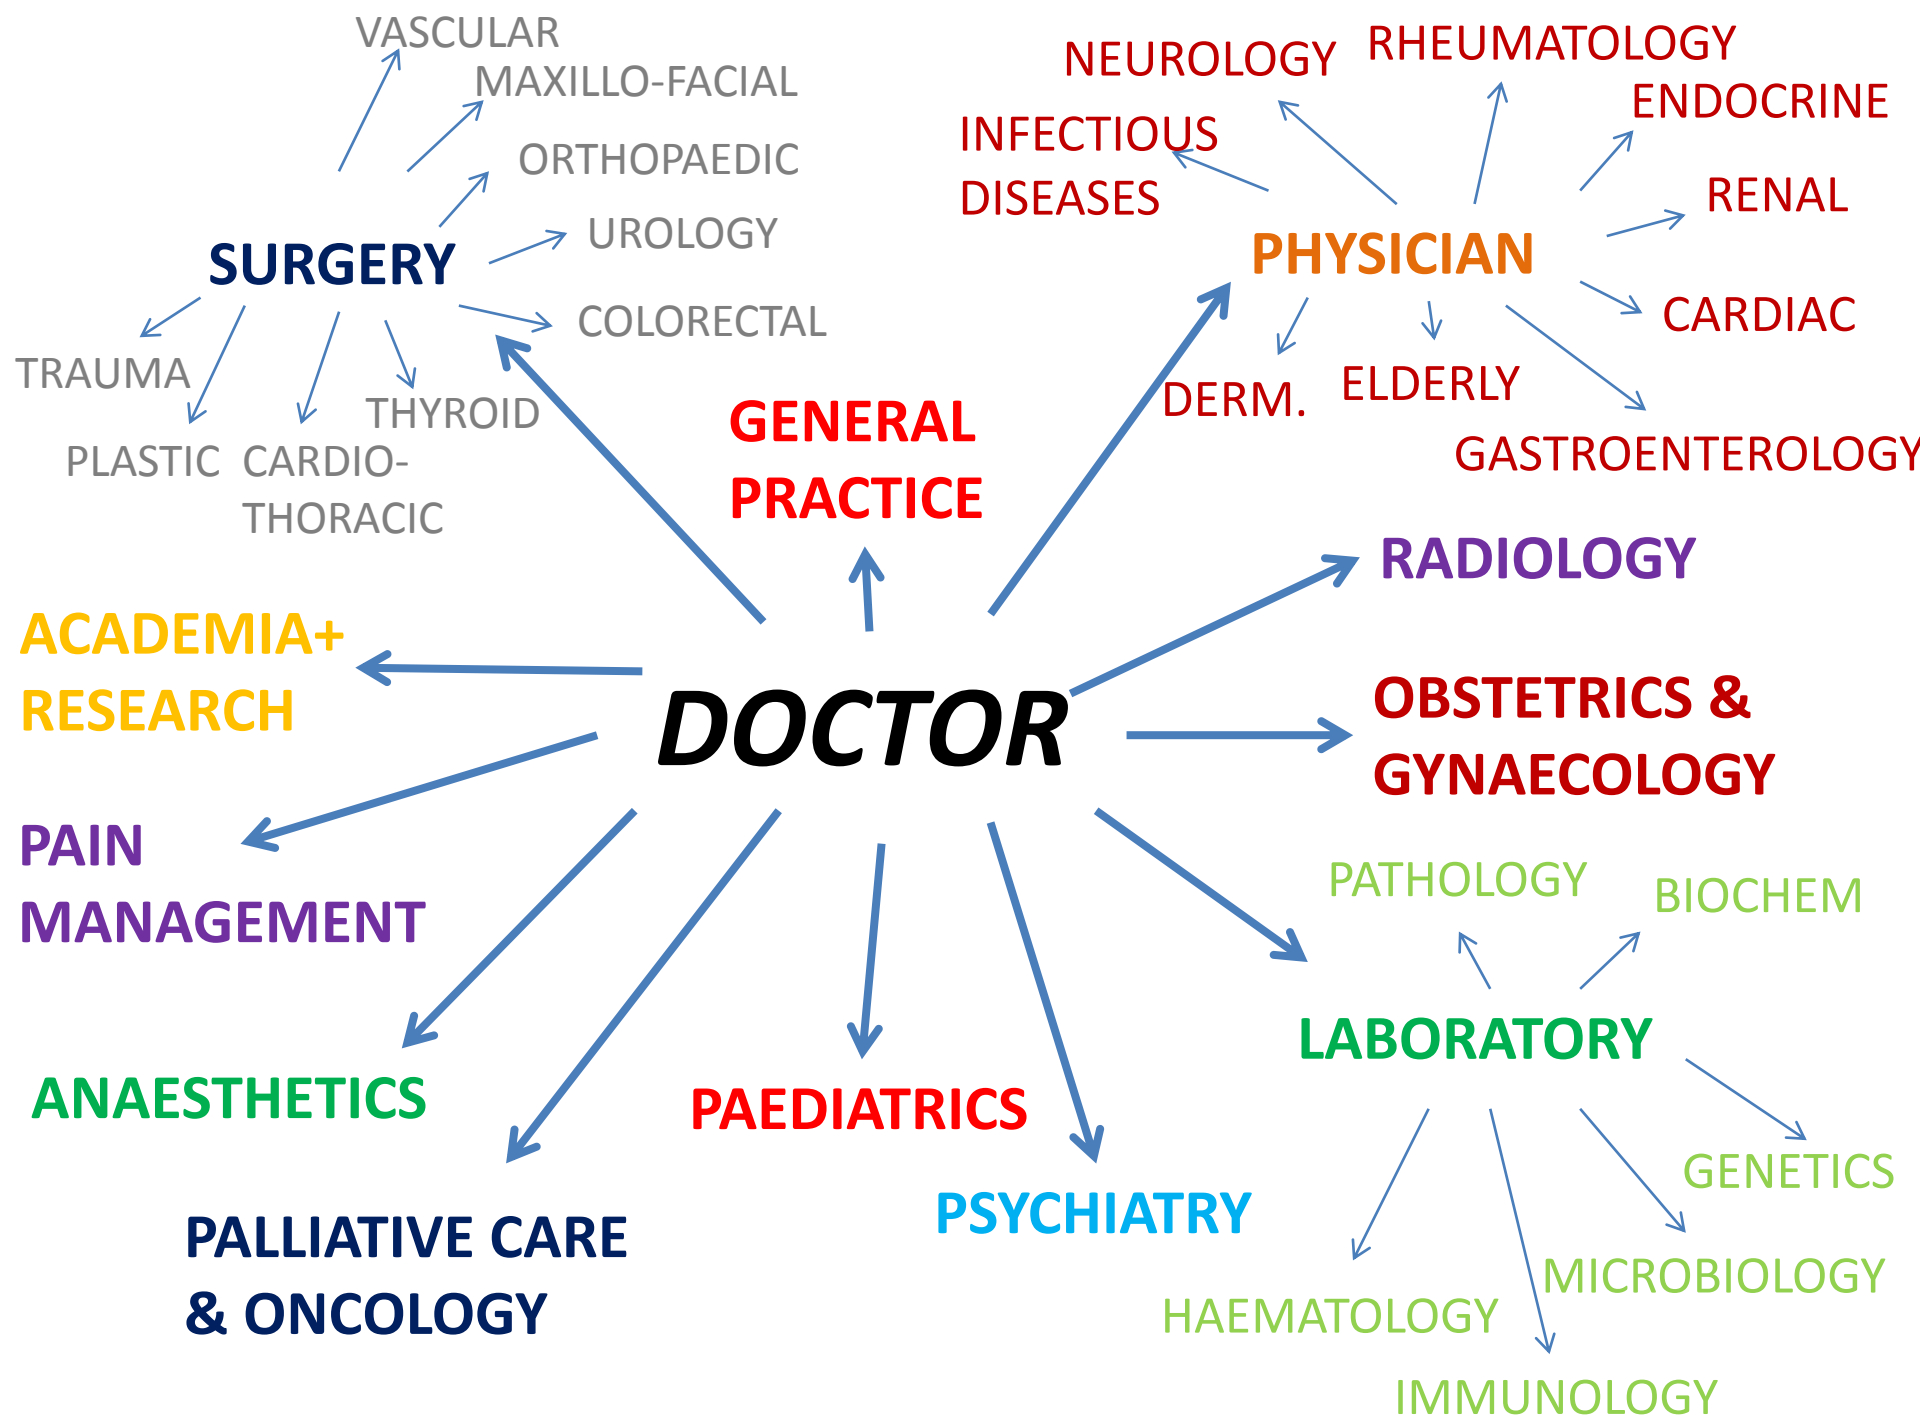 VASCULAR
MAXILLO-FACIAL
ORTHOPAEDIC
UROLOGY
SURGERY
COLORECTAL
TRAUMA
THYROID
PLASTIC
CARDIO-
THORACIC
NEUROLOGY
RHEUMATOLOGY
ENDOCRINE
INFECTIOUS
DISEASES
RENAL
PHYSICIAN
CARDIAC
DERM.
ELDERLY
GASTROENTEROLOGY
GENERAL
PRACTICE
RADIOLOGY
ACADEMIA+
RESEARCH
DOCTOR
OBSTETRICS &
GYNAECOLOGY
PAIN
MANAGEMENT
PATHOLOGY
BIOCHEM
LABORATORY
ANAESTHETICS
PAEDIATRICS
GENETICS
PSYCHIATRY
PALLIATIVE CARE
& ONCOLOGY
MICROBIOLOGY
HAEMATOLOGY
IMMUNOLOGY